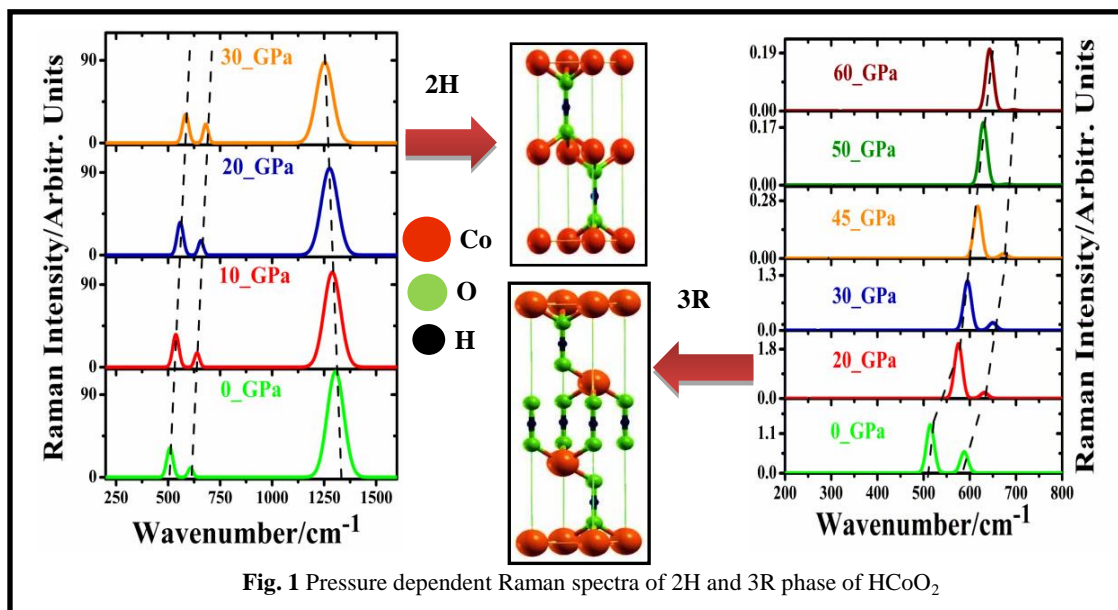 Raman Intensity/Arbitr. Units
30_GPa
90
0
20_GPa
90
0
10_GPa
90
0
0_GPa
90
0
250 500 750 1000 1250 1500
Wavenumber/cm-1
2H
Co
O
H
3R
60_GPa
0.19
0.00
50_GPa
0.17
0.00
45_GPa
0.28
0.00
30_GPa
1.3
0.0
20_GPa
1.8
0.0
0_GPa
1.1
0.0
200 300 400 500 600 700 800
Wavenumber/cm-1
Raman Intensity/Arbitr. Units
Fig. 1 Pressure dependent Raman spectra of 2H and 3R phase of HCoO2